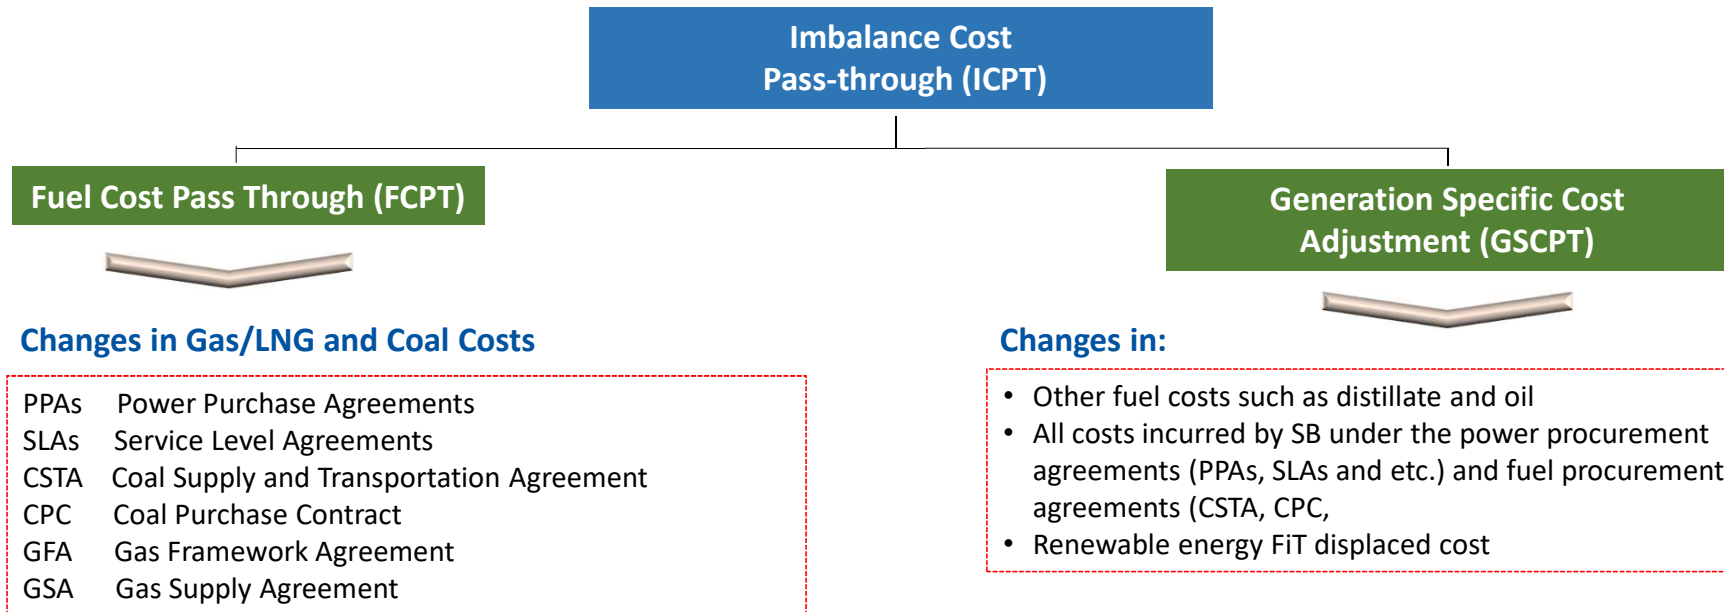 Imbalance Cost
Pass-through (ICPT)
Fuel Cost Pass Through (FCPT)
Generation Specific Cost
Adjustment (GSCPT)
Changes in Gas/LNG and Coal Costs
PPAs Power Purchase Agreements
SLAs Service Level Agreements
CSTA Coal Supply and Transportation Agreement
CPC Coal Purchase Contract
GFA Gas Framework Agreement
GSA Gas Supply Agreement
Changes in:
• Other fuel costs such as distillate and oil
• All costs incurred by SB under the power procurement
agreements (PPAs, SLAs and etc.) and fuel procurement
agreements (CSTA, CPC,
• Renewable energy FiT displaced cost